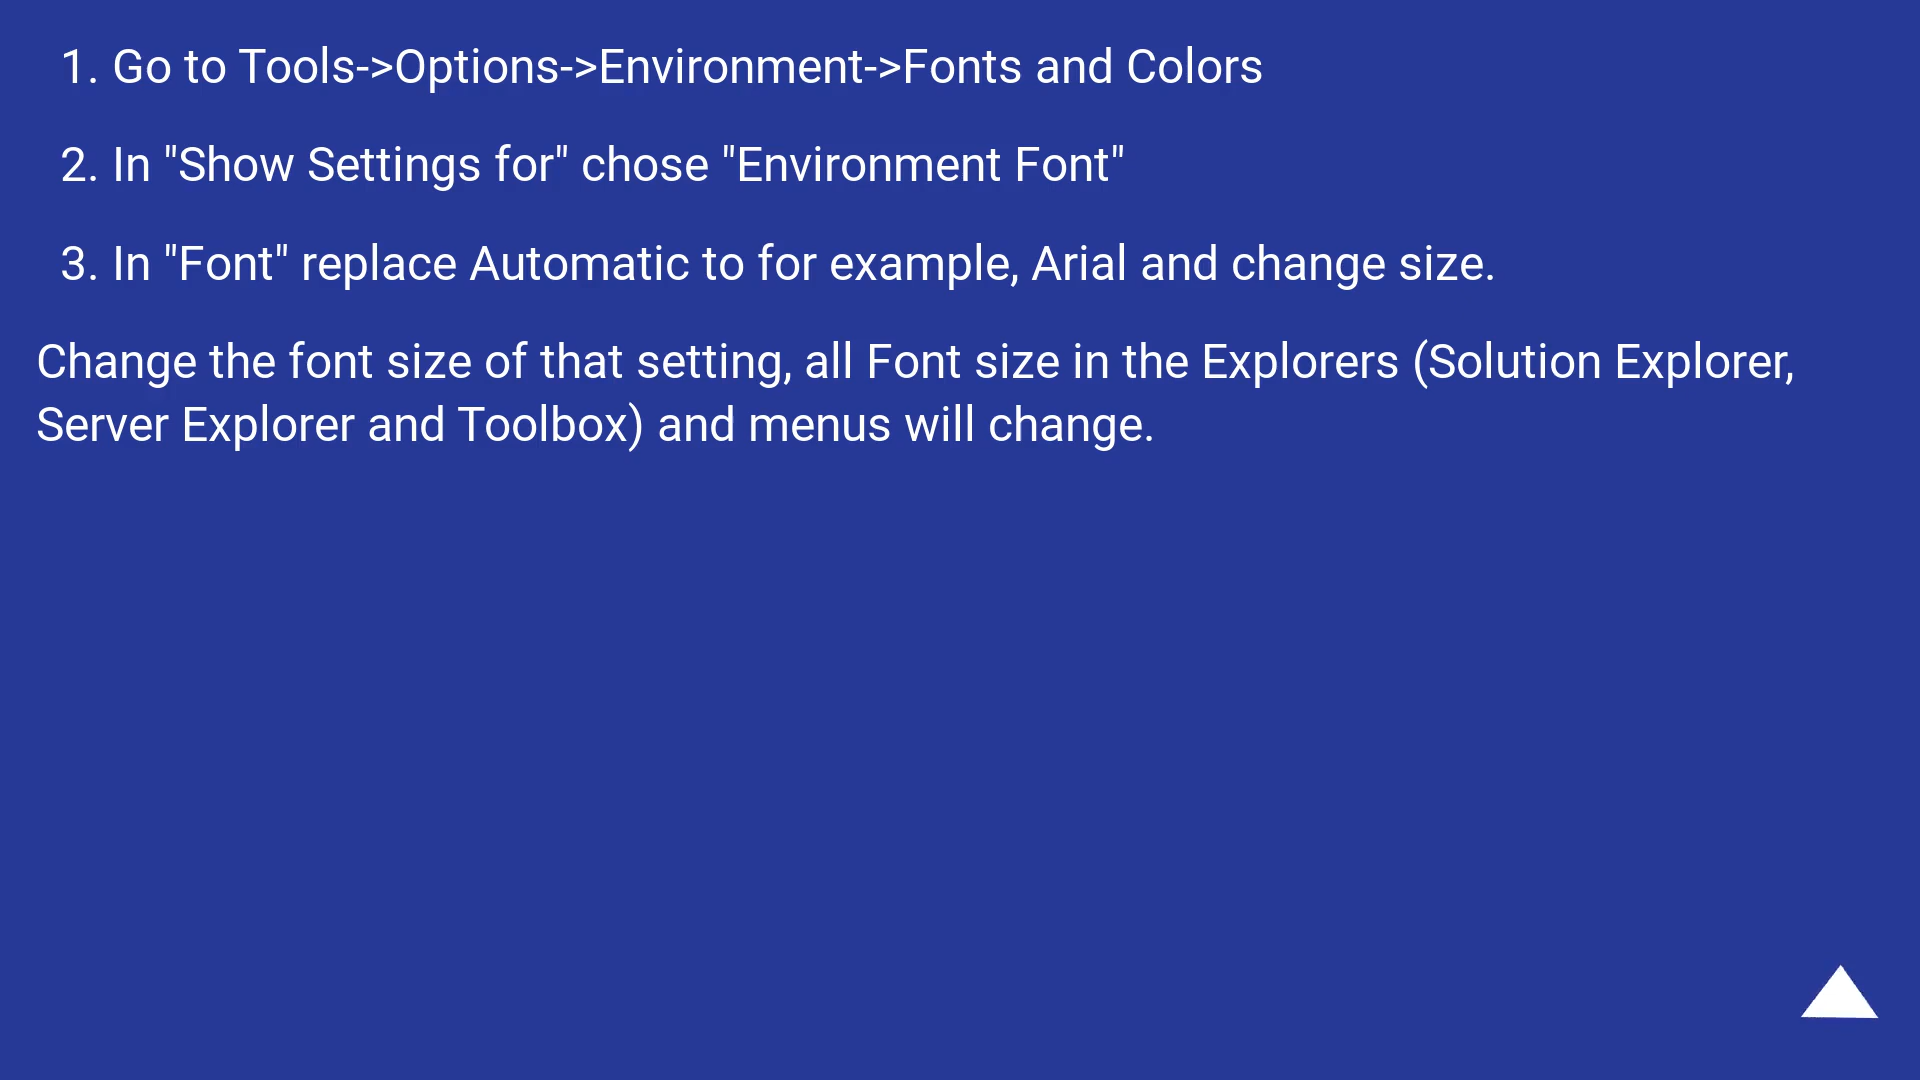 1. Go to Tools->Options->Environment->Fonts and Colors
2. In "Show Settings for" chose "Environment Font"
3. In "Font" replace Automatic to for example, Arial and change size.
Change the font size of that setting, all Font size in the Explorers (Solution Explorer,
Server Explorer and Toolbox) and menus will change.